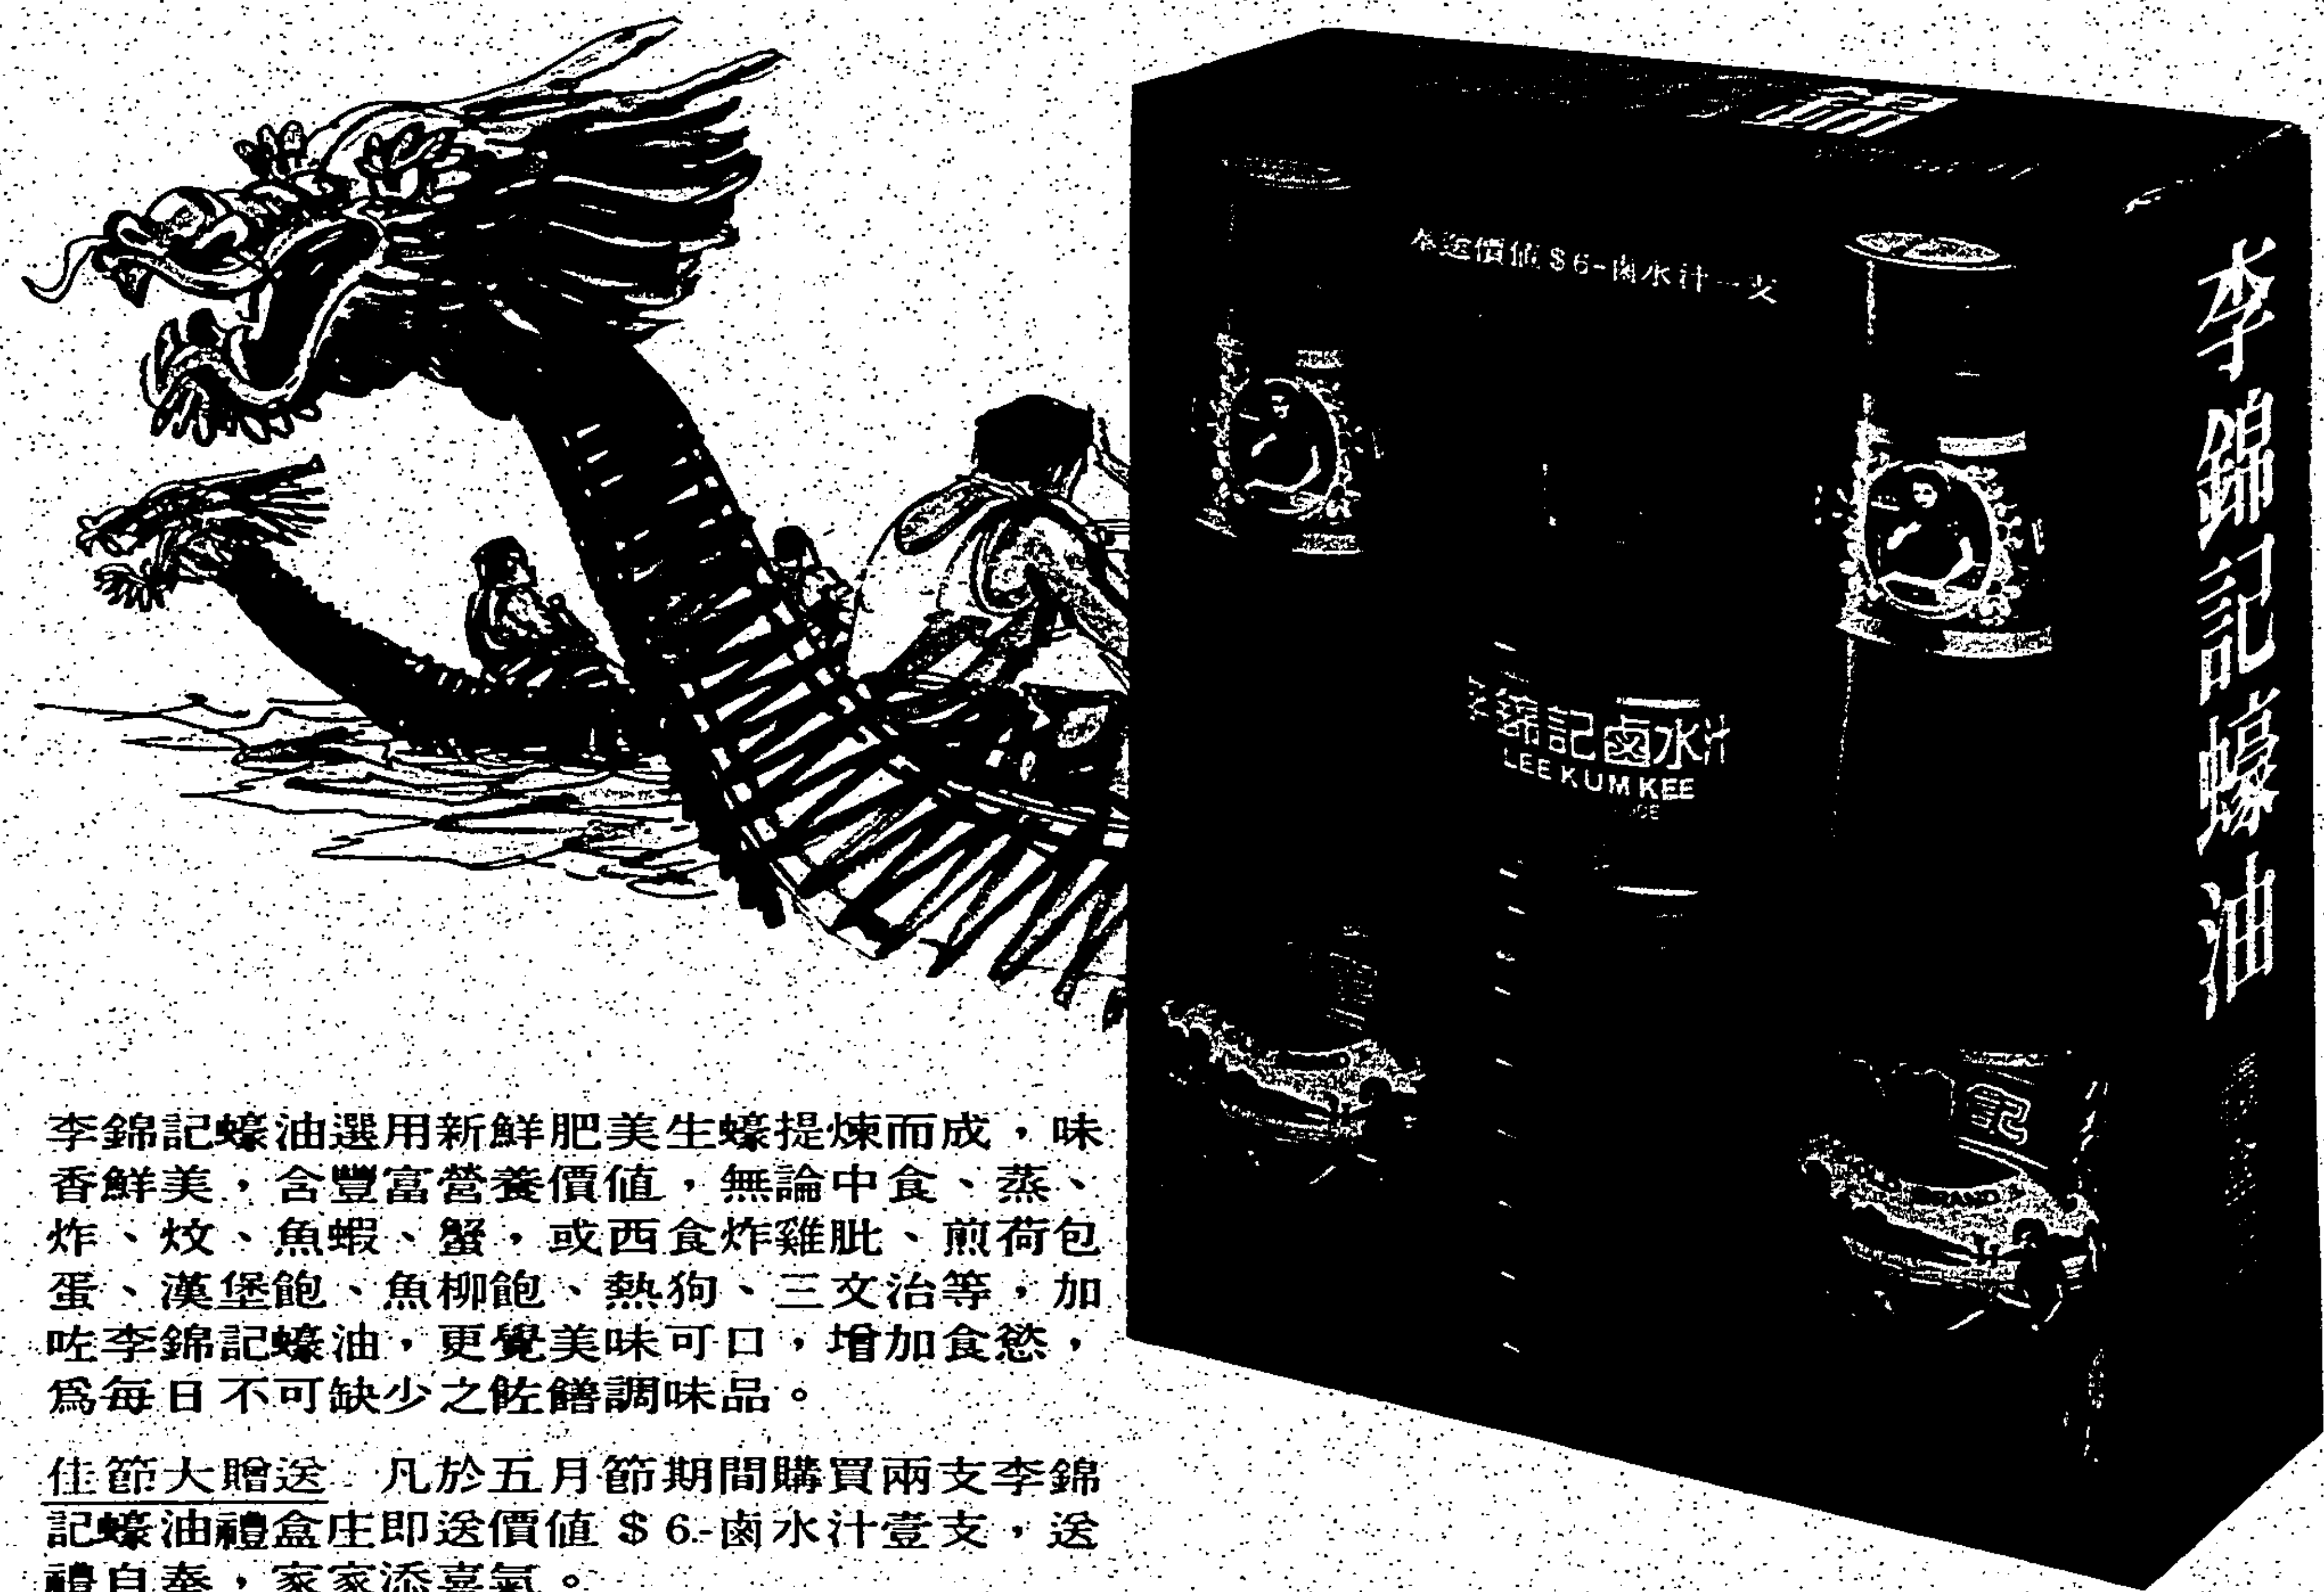 奉送價值$6-鹵水汁一支
李錦記蠔油
錦記鹵水汁
LEE KUM KEE
記
BRAND
李錦記蠔油選用新鮮肥美生蠔提煉而成，味
香鮮美，含豐富營養價值，無論中食、蒸、
炸、炆、魚蝦、蟹，或西食炸雞肶、煎荷包
蛋、漢堡飽、魚柳飽、熱狗、三文治等，加
咗李錦記蠔油，更覺美味可口，增加食慾，
爲每日不可缺少之餸饍調味品。
佳節大贈送 凡於五月節期間購買兩支李錦
記蠔油禮盒庄即送價值$6.-鹵水汁壹支，送
禮自奉，家家添喜氣。